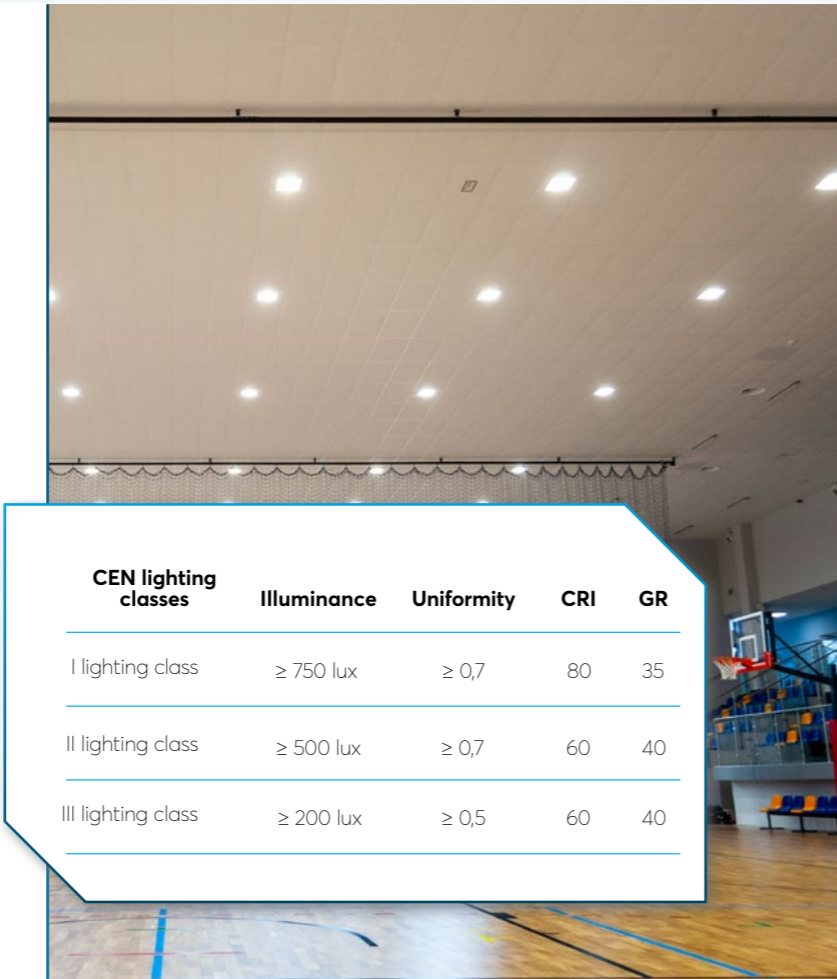 CEN lighting
classes Illuminance Uniformity CRI GR
I lighting class ≥ 750 lux ≥ 0,7 80 35
II lighting class ≥ 500 lux ≥ 0,7 60 40
III lighting class ≥ 200 lux ≥ 0,5 60 40